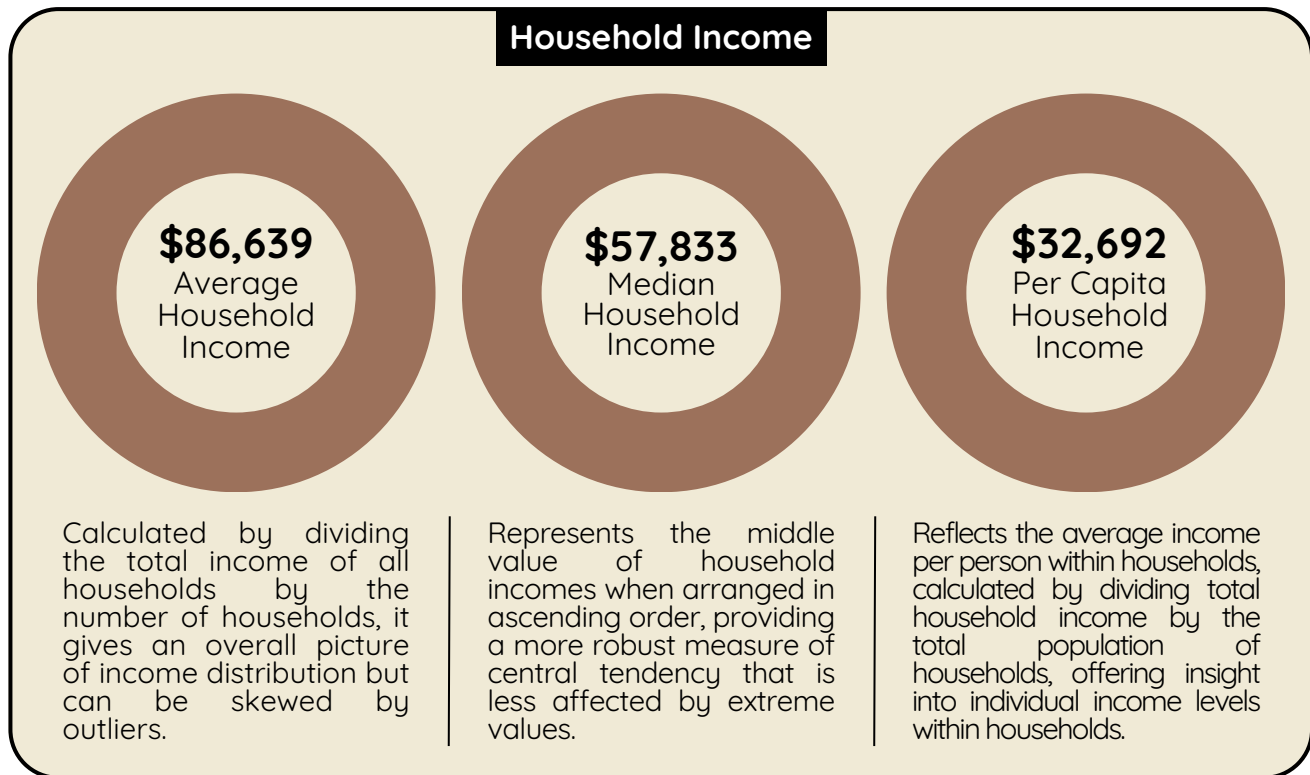 Household Income
$86,639
Average
Household
Income
$57,833
Median
Household
Income
$32,692
Per Capita
Household
Income
Calculated by dividing
the total income of all
households by the
number of households, it
gives an overall picture
of income distribution but
can be skewed by
outliers.
Represents the middle
value of household
incomes when arranged in
ascending order, providing
a more robust measure of
central tendency that is
less affected by extreme
values.
Reflects the average income
per person within households,
calculated by dividing total
household income by the
total population of
households, offering insight
into individual income levels
within households.